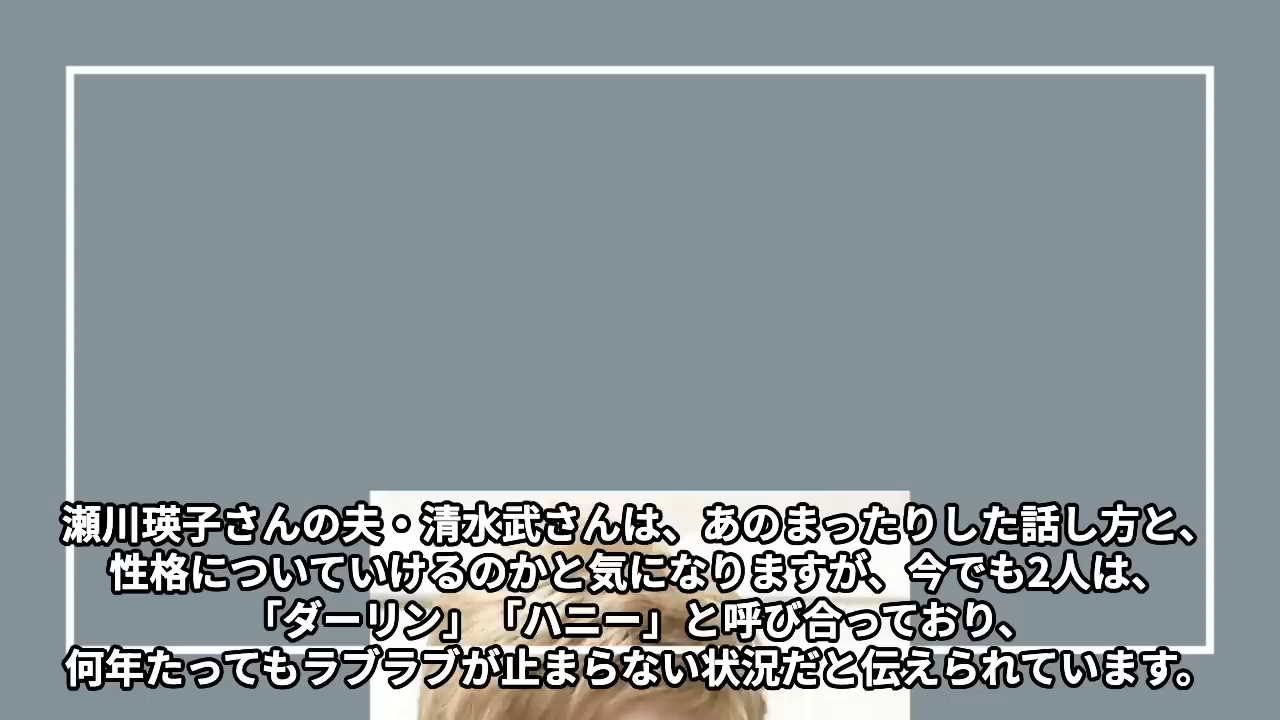 瀬川瑛子さんの夫・清水武さんは、あのまったりした話し方と、
性格についていけるのかと気になりますが、今でも2人は、
「ダーリン」「ハニー」と呼び合っており、
何年たってもラブラブが止まらない状況だと伝えられています。